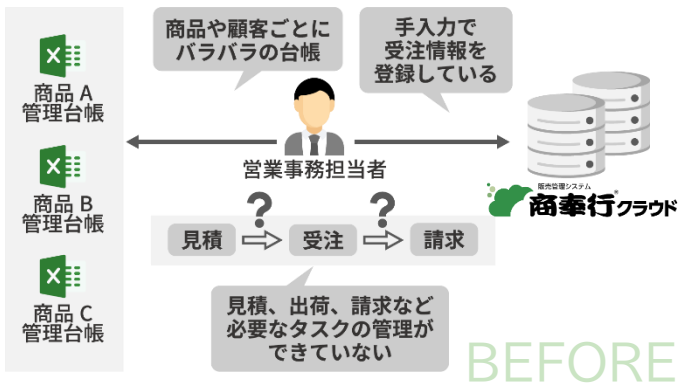 商品や顧客ごとに
バラバラの台帳
手入力で
受注情報を
登録している
X
商品 A
管理台帳
X
商品 B
管理台帳
X
商品 C
管理台帳
営業事務担当者
販売管理システム
商奉行クラウド
?
?
見積
受注
請求
見積、出荷、請求など
必要なタスクの管理が
できていない
BEFORE